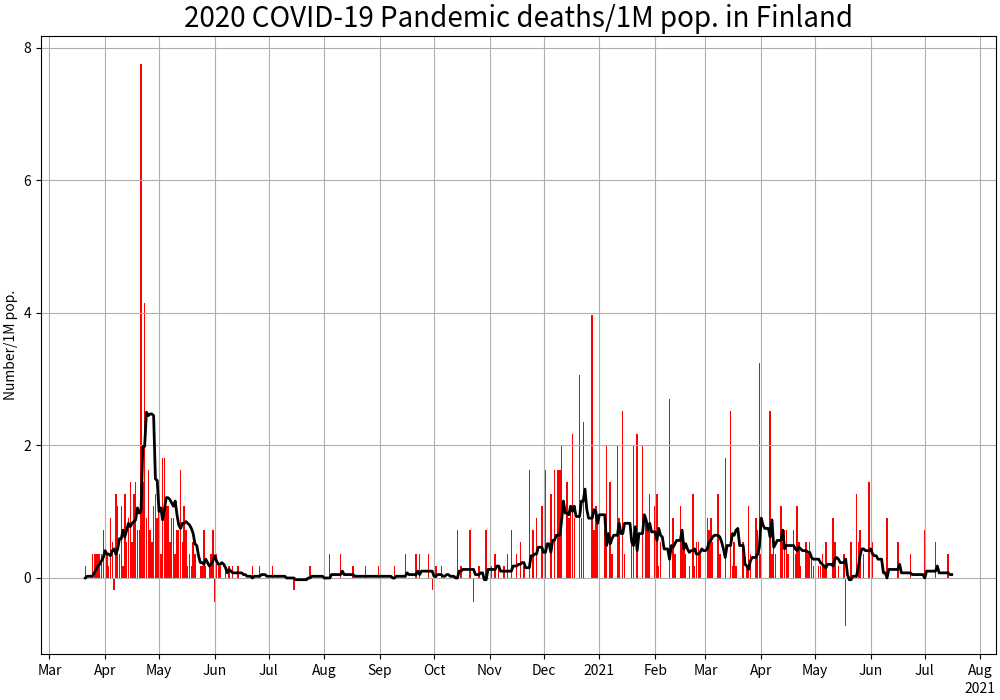 2020 COVID-19 Pandemic deaths/1M pop. in Finland
Number/1M pop.
8
6
4
2
0
Mar Apr May Jun Jul Aug Sep Oct Nov Dec 2021 Feb Mar Apr May Jun Jul Aug
2021